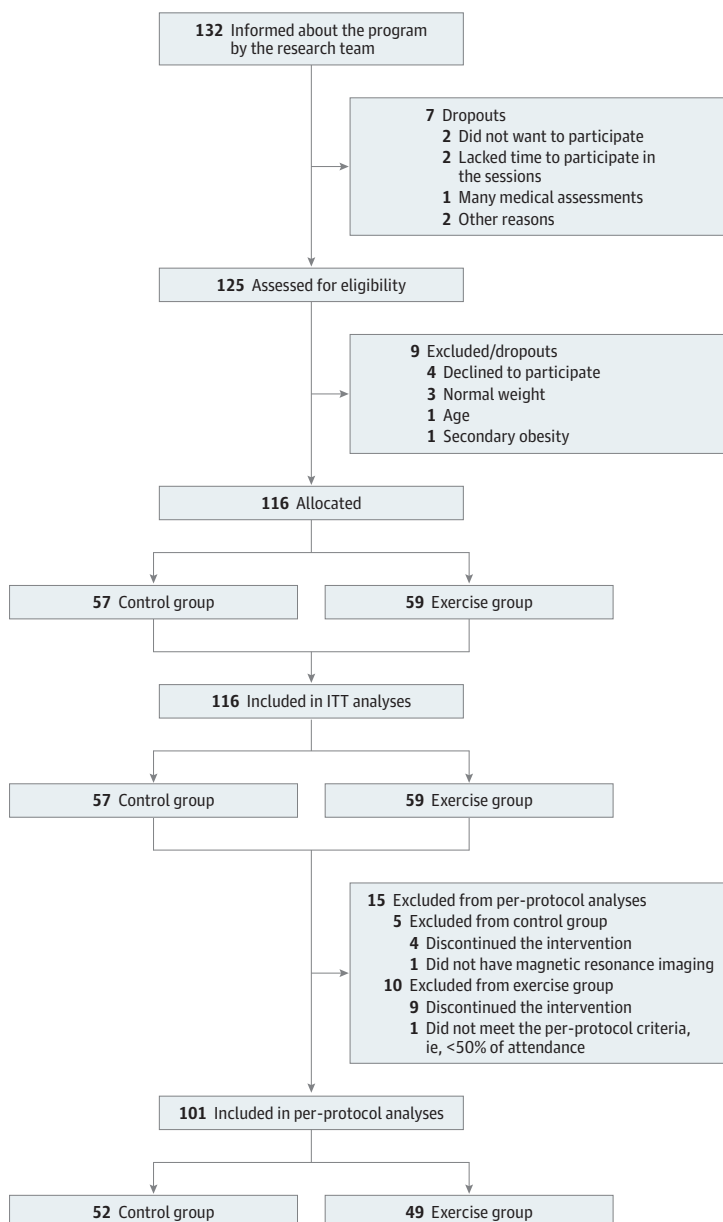 132 Informed about the program
by the research team
7 Dropouts
2 Did not want to participate
2 Lacked time to participate in
the sessions
1 Many medical assessments
2 Other reasons
125 Assessed for eligibility
9 Excluded/dropouts
4 Declined to participate
3 Normal weight
1 Age
1 Secondary obesity
116 Allocated
57 Control group
59 Exercise group
116 Included in ITT analyses
57 Control group
59 Exercise group
15 Excluded from per-protocol analyses
5 Excluded from control group
4 Discontinued the intervention
1 Did not have magnetic resonance imaging
10 Excluded from exercise group
9 Discontinued the intervention
1 Did not meet the per-protocol criteria,
ie, <50% of attendance
101 Included in per-protocol analyses
52 Control group
49 Exercise group